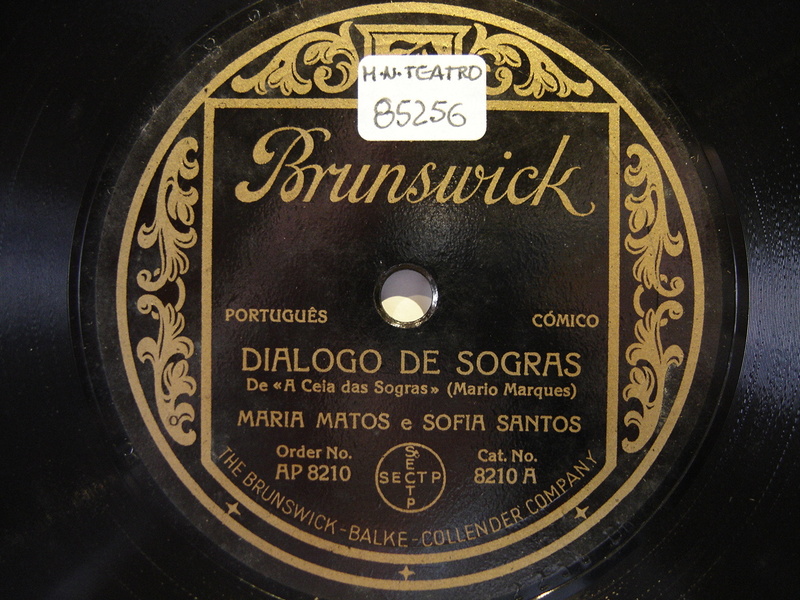 M.N.TEATRO
85256
Brunswick
PORTUGUÊS
CÓMICO
DIALOGO DE SOGRAS
De «A Ceia das Sogras» (Mario Marques)
MARIA MATOS e SOFIA SANTOS
Order No.
AP 8210
SECTP
SECTP
Cat. No.
8210 A
THE BRUNSWICK-BALKE-COLLENDER COMPANY